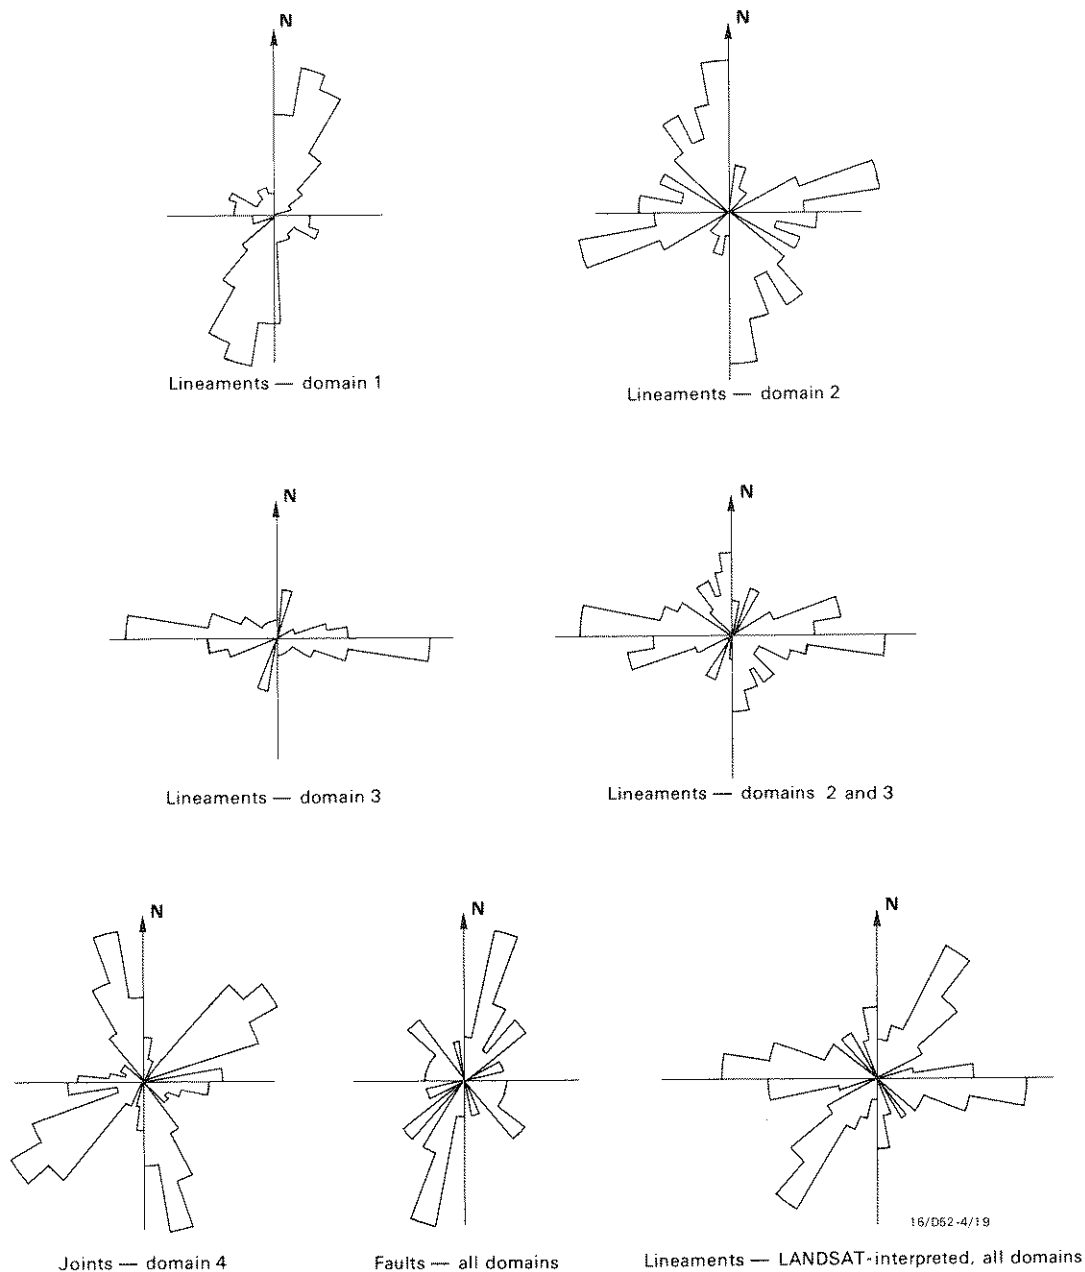 N
N
Lineaments — domain 1
Lineaments — domain 2
N
N
Lineaments — domain 3
Lineaments — domains 2 and 3
N
N
N
16/D52-4/19
Joints — domain 4
Faults — all domains
Lineaments — LANDSAT-interpreted, all domains